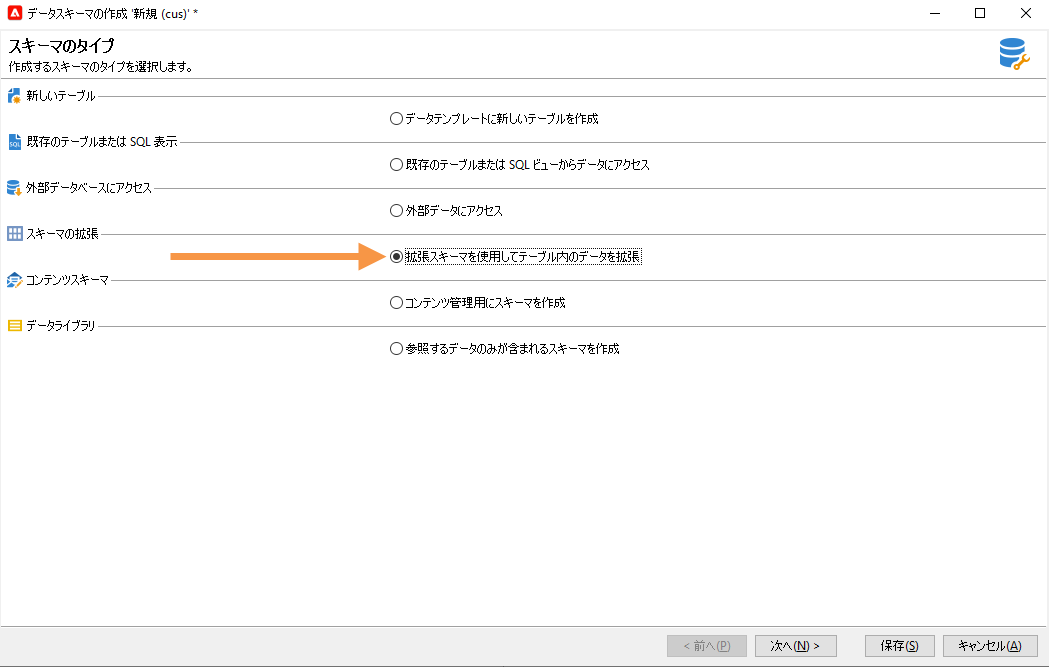 データスキーマの作成 '新規 (cus)' *
スキーマのタイプ
作成するスキーマのタイプを選択します。
新しいテーブル
データテンプレートに新しいテーブルを作成
既存のテーブルまたは SQL 表示
既存のテーブルまたは SQL ビューからデータにアクセス
外部データベースにアクセス
外部データにアクセス
スキーマの拡張
拡張スキーマを使用してテーブル内のデータを拡張
コンテンツスキーマ
コンテンツ管理用にスキーマを作成
データライブラリ
参照するデータのみが含まれるスキーマを作成
< 前へ(P) 次へ(N) > 保存(S) キャンセル(A)